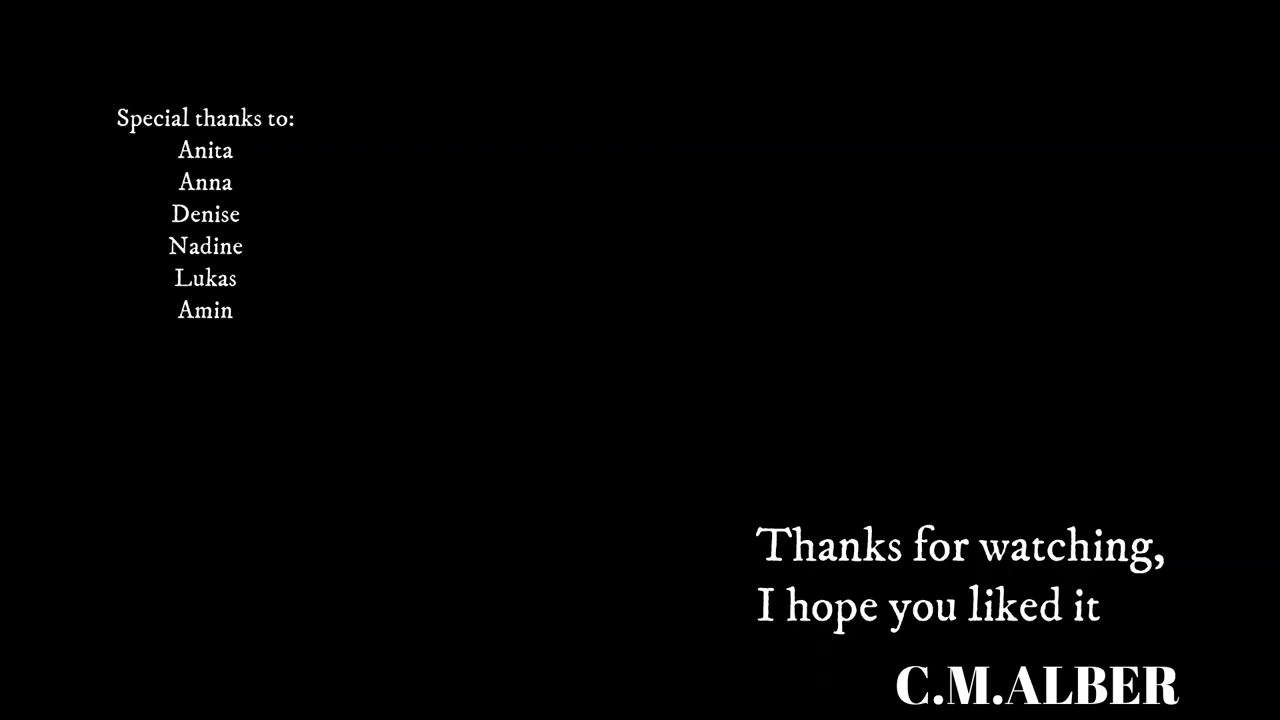 Special thanks to:
Anita
Anna
Denise
Nadine
Lukas
Amin
Thanks for watching,
I hope you liked it
C.M.ALBER